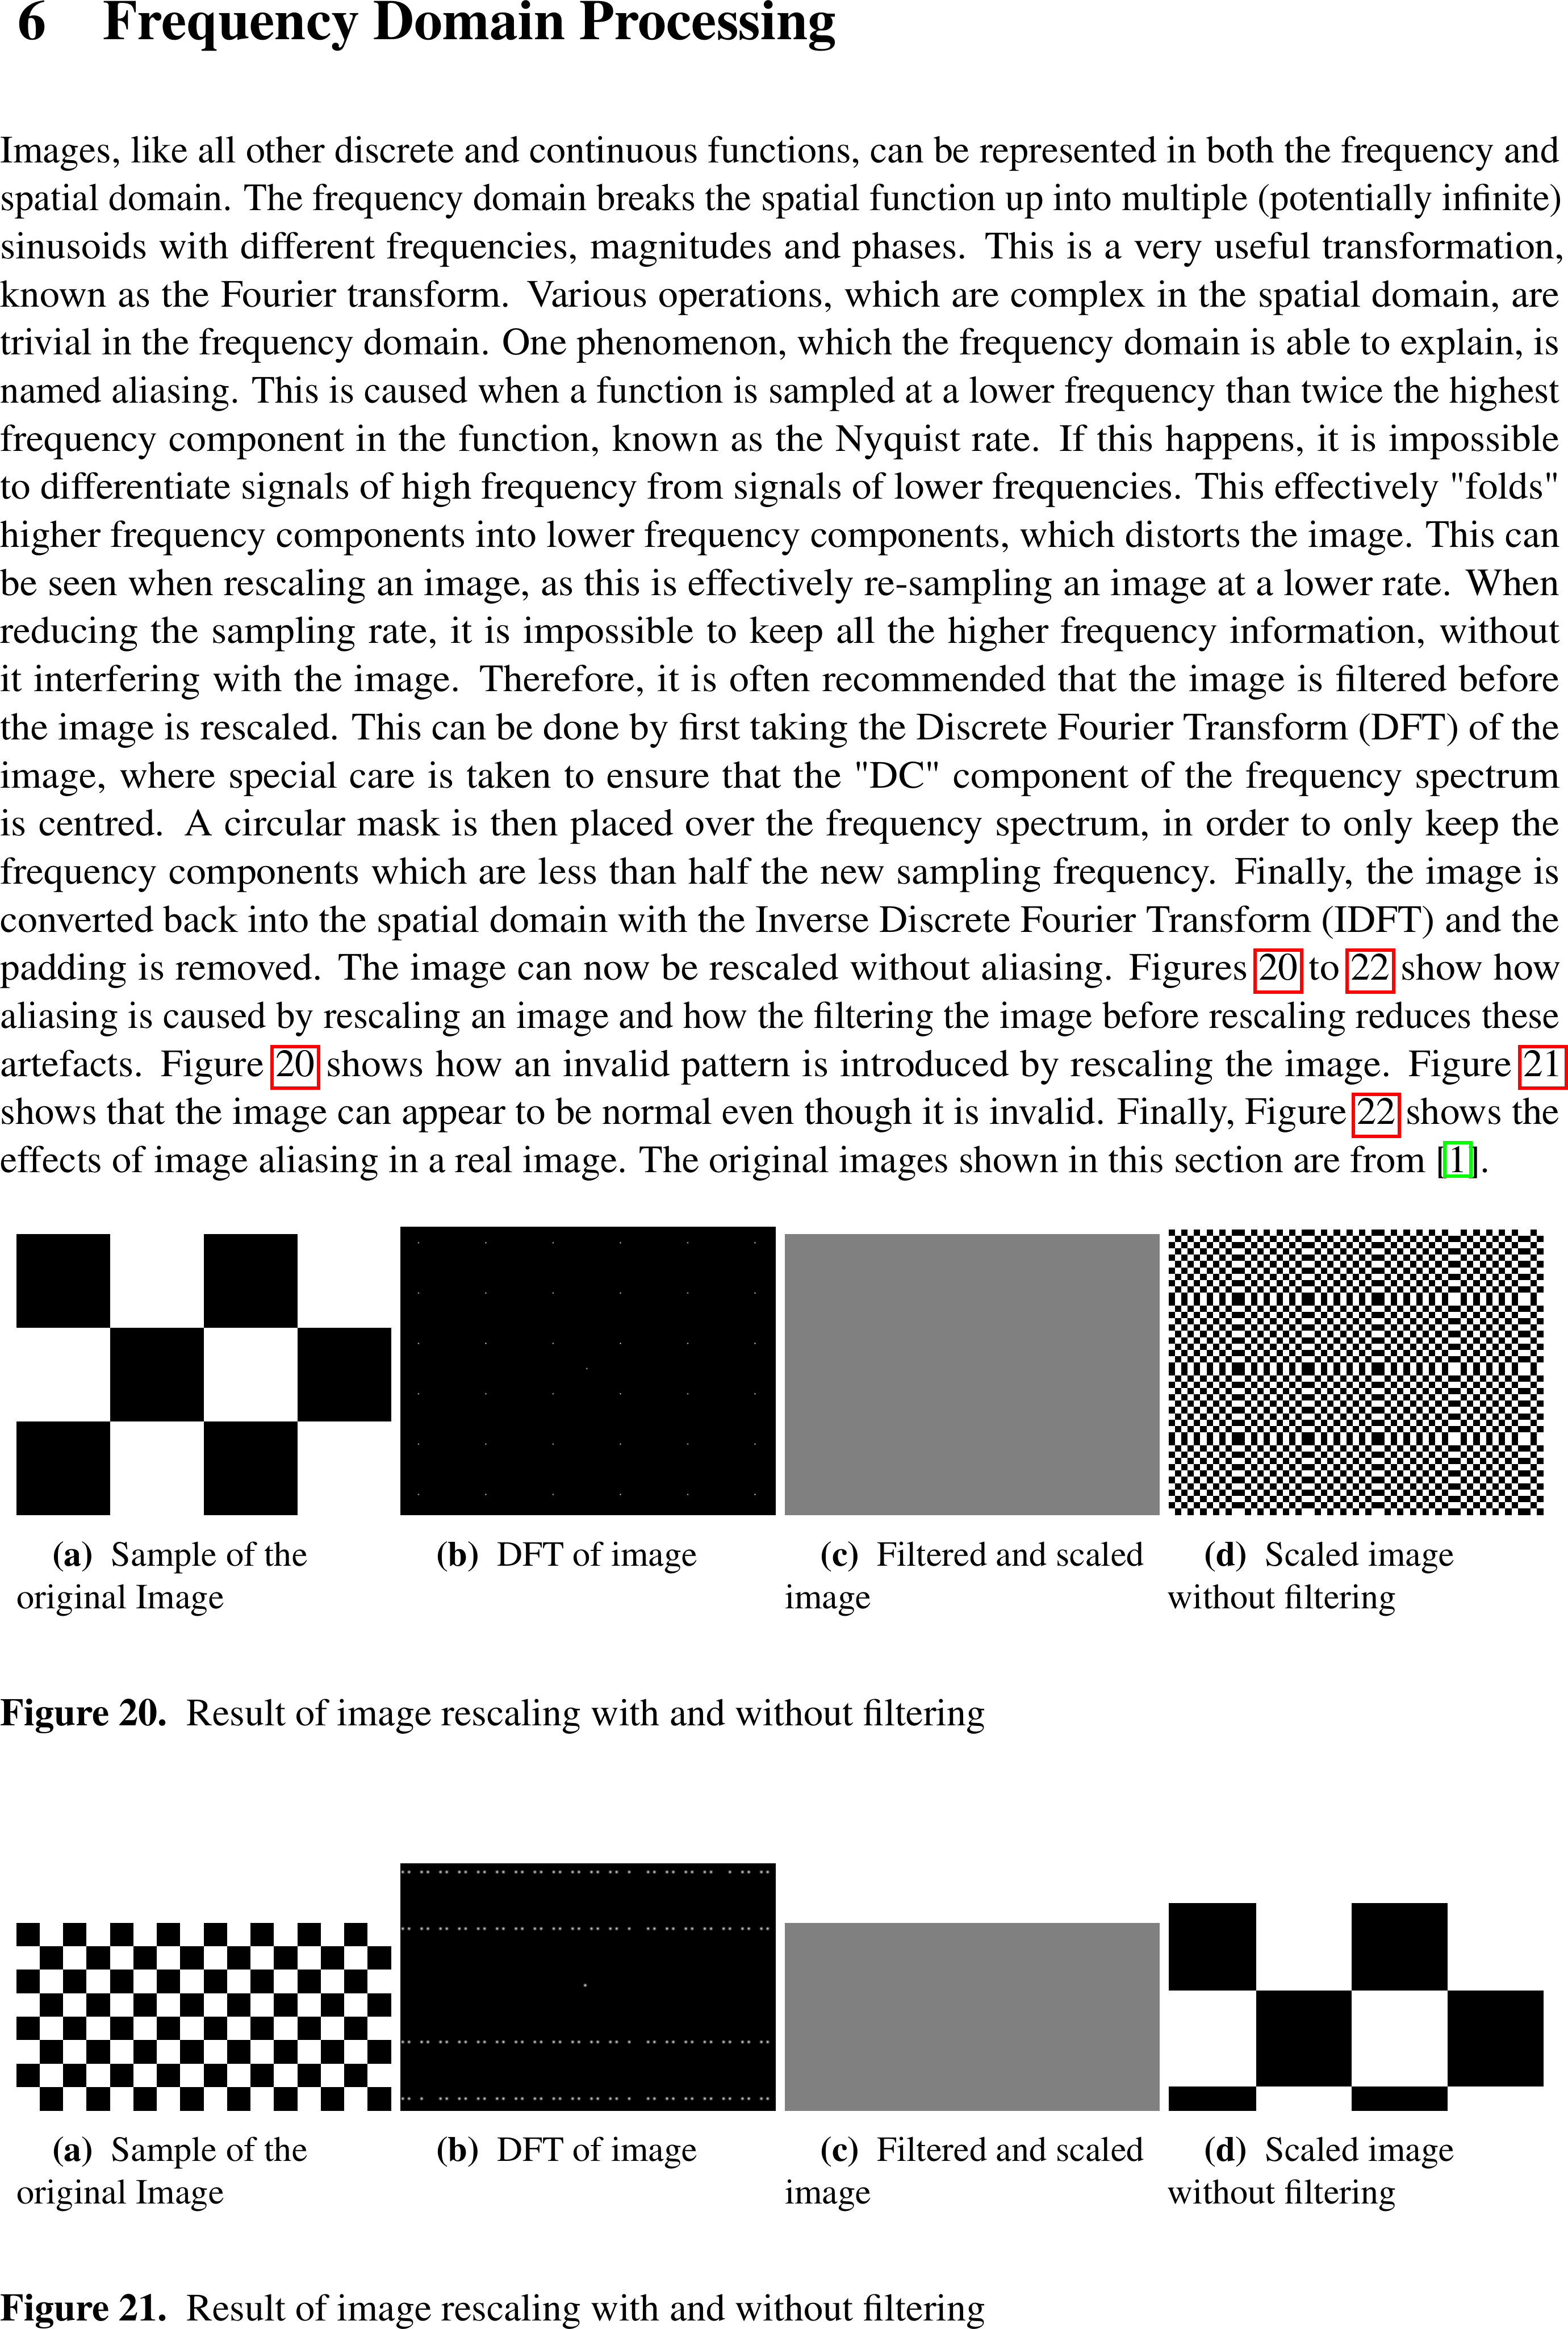 6 Frequency Domain Processing
Images, like all other discrete and continuous functions, can be represented in both the frequency and
spatial domain. The frequency domain breaks the spatial function up into multiple (potentially infinite)
sinusoids with different frequencies, magnitudes and phases. This is a very useful transformation,
known as the Fourier transform. Various operations, which are complex in the spatial domain, are
trivial in the frequency domain. One phenomenon, which the frequency domain is able to explain, is
named aliasing. This is caused when a function is sampled at a lower frequency than twice the highest
frequency component in the function, known as the Nyquist rate. If this happens, it is impossible
to differentiate signals of high frequency from signals of lower frequencies. This effectively "folds"
higher frequency components into lower frequency components, which distorts the image. This can
be seen when rescaling an image, as this is effectively re-sampling an image at a lower rate. When
reducing the sampling rate, it is impossible to keep all the higher frequency information, without
it interfering with the image. Therefore, it is often recommended that the image is filtered before
the image is rescaled. This can be done by first taking the Discrete Fourier Transform (DFT) of the
image, where special care is taken to ensure that the "DC" component of the frequency spectrum
is centred. A circular mask is then placed over the frequency spectrum, in order to only keep the
frequency components which are less than half the new sampling frequency. Finally, the image is
converted back into the spatial domain with the Inverse Discrete Fourier Transform (IDFT) and the
padding is removed. The image can now be rescaled without aliasing. Figures 20 to 22 show how
aliasing is caused by rescaling an image and how the filtering the image before rescaling reduces these
artefacts. Figure 20 shows how an invalid pattern is introduced by rescaling the image. Figure 21
shows that the image can appear to be normal even though it is invalid. Finally, Figure 22 shows the
effects of image aliasing in a real image. The original images shown in this section are from [1].
(a) Sample of the
original Image
(b) DFT of image
(c) Filtered and scaled
image
(d) Scaled image
without filtering
Figure 20. Result of image rescaling with and without filtering
(a) Sample of the
original Image
(b) DFT of image
(c) Filtered and scaled
image
(d) Scaled image
without filtering
Figure 21. Result of image rescaling with and without filtering